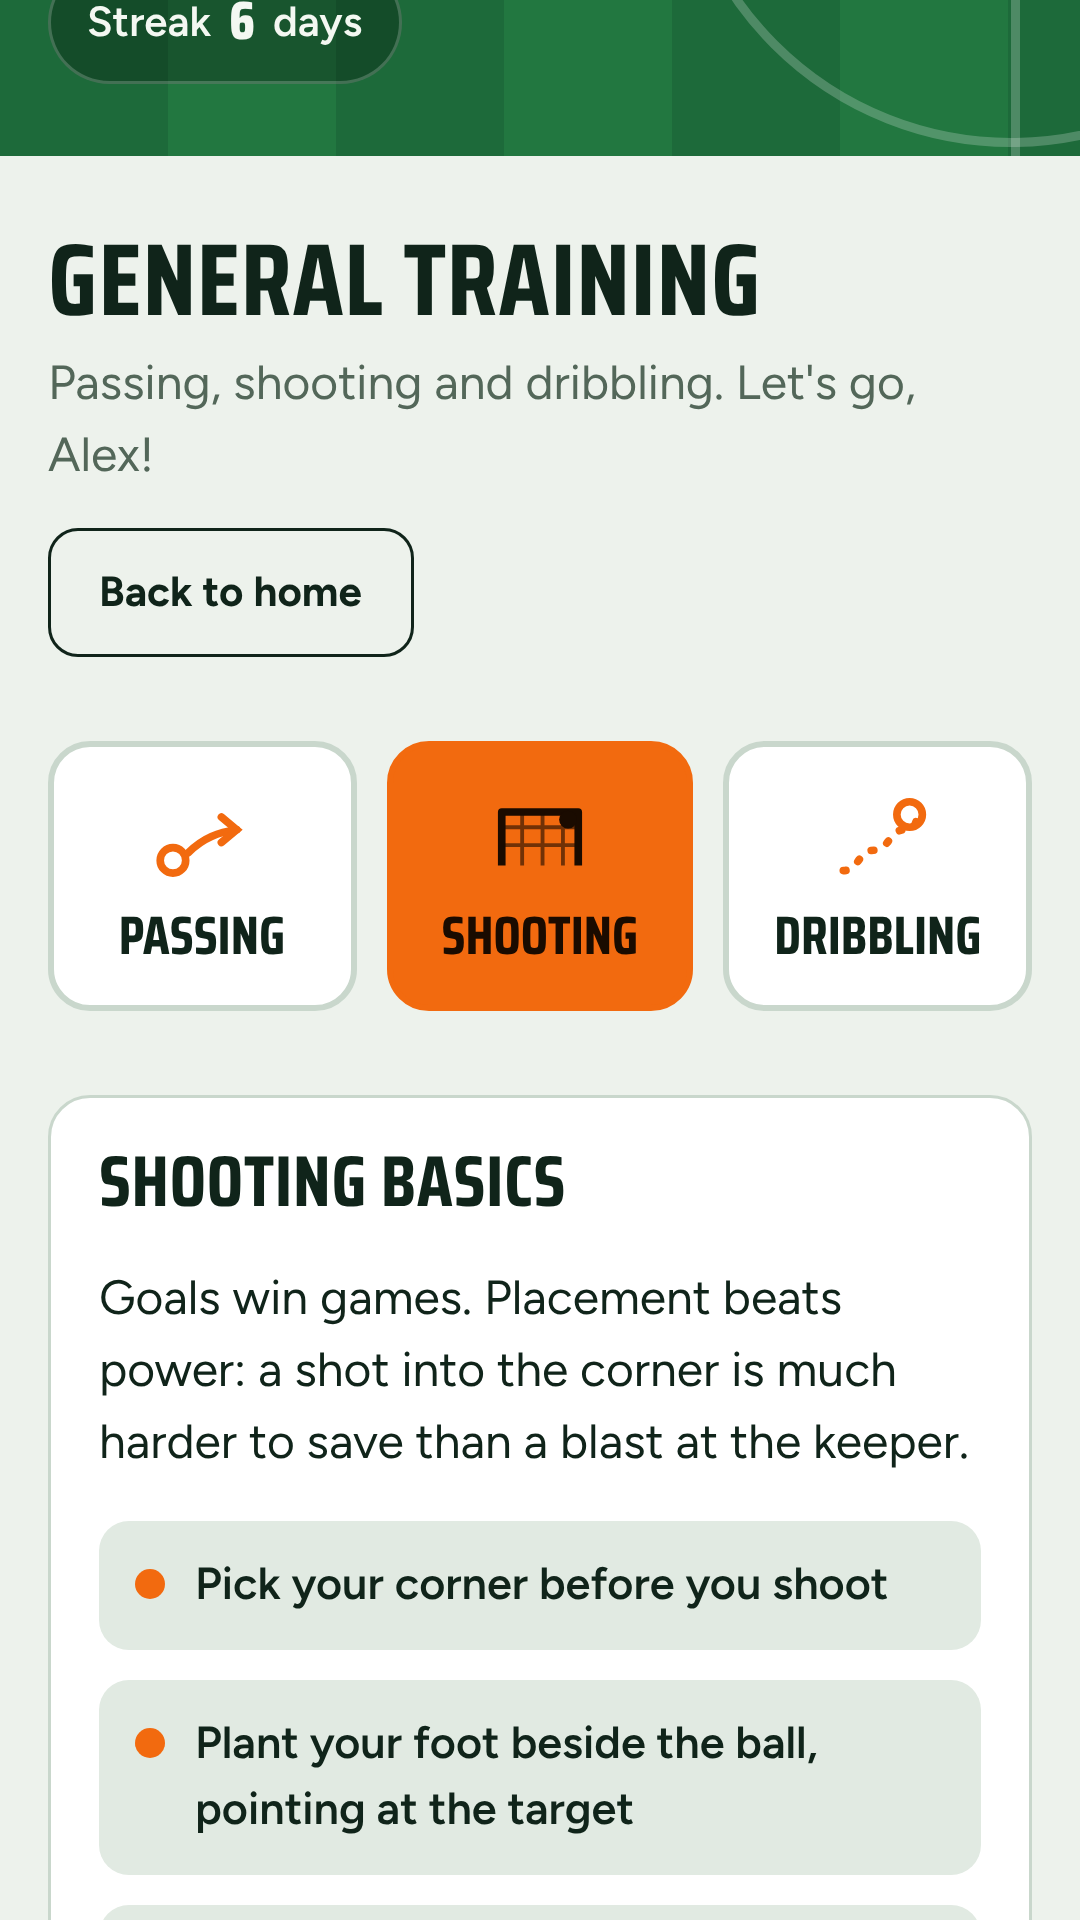 Streak 6 days
GENERAL TRAINING
Passing, shooting and dribbling. Let's go,
Alex!
Back to home
PASSING
SHOOTING
DRIBBLING
SHOOTING BASICS
Goals win games. Placement beats
power: a shot into the corner is much
harder to save than a blast at the keeper.
Pick your corner before you shoot
Plant your foot beside the ball,
pointing at the target